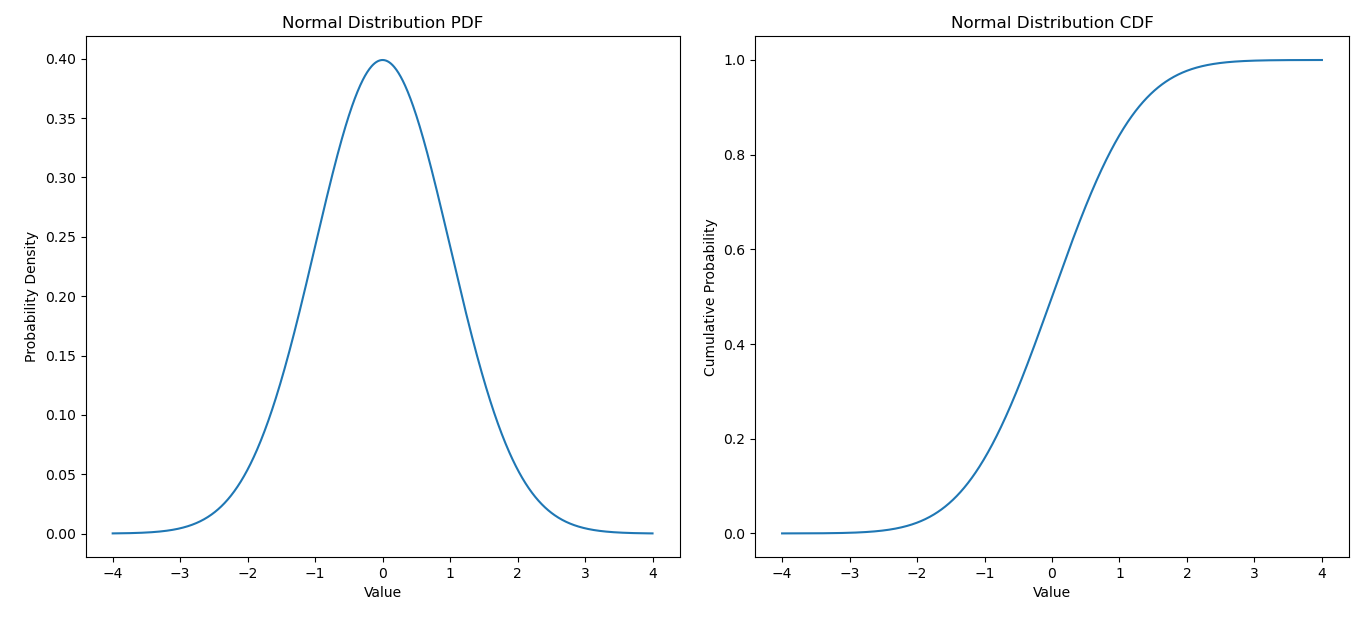 Normal Distribution PDF
Probability Density
0.40
0.35
0.30
0.25
0.20
0.15
0.10
0.05
0.00
−4 −3 −2 −1 0 1 2 3 4
Value
Normal Distribution CDF
Cumulative Probability
1.0
0.8
0.6
0.4
0.2
0.0
−4 −3 −2 −1 0 1 2 3 4
Value